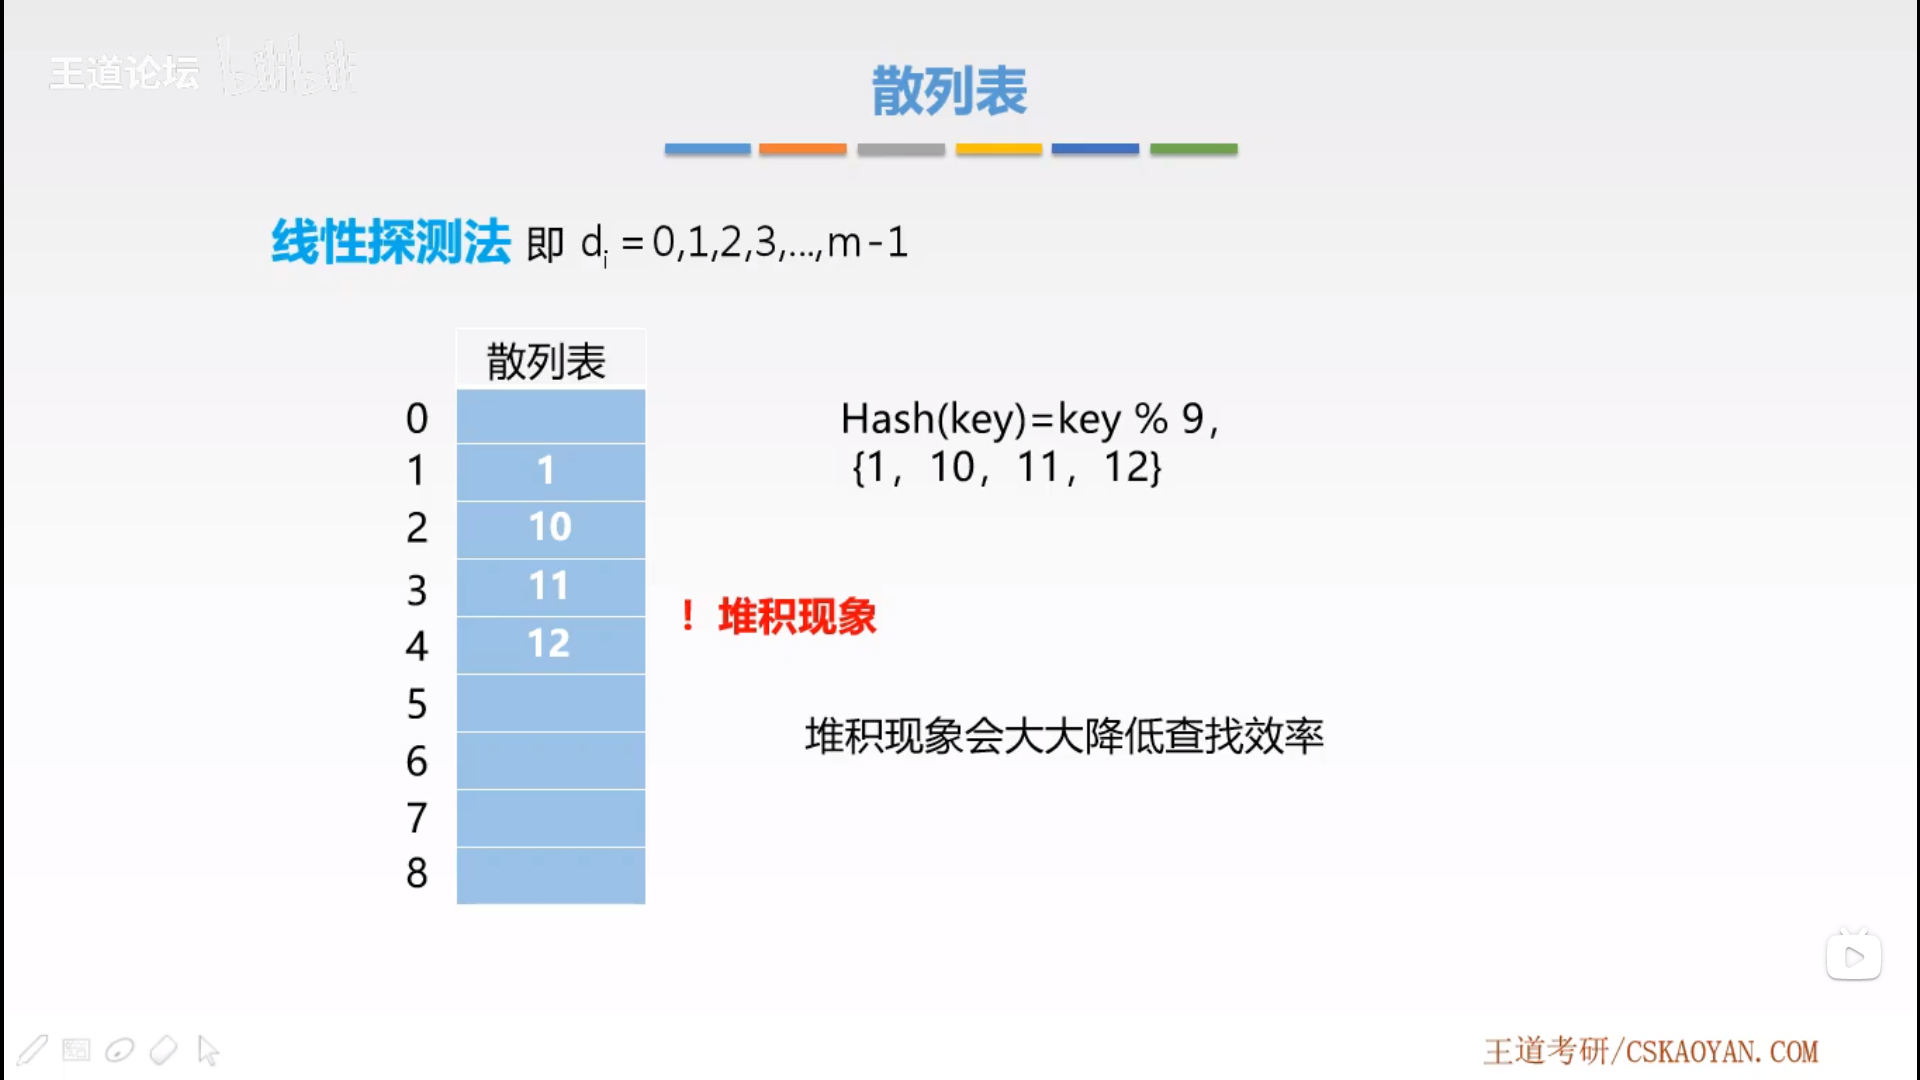 王道论坛 bilibili
散列表
线性探测法 即 dᵢ =0,1,2,3,...,m-1
散列表
0
1 1
2 10
3 11
4 12
5
6
7
8
Hash(key)=key % 9，
{1，10，11，12}
！堆积现象
堆积现象会大大降低查找效率
王道考研/CSKAOYAN.COM